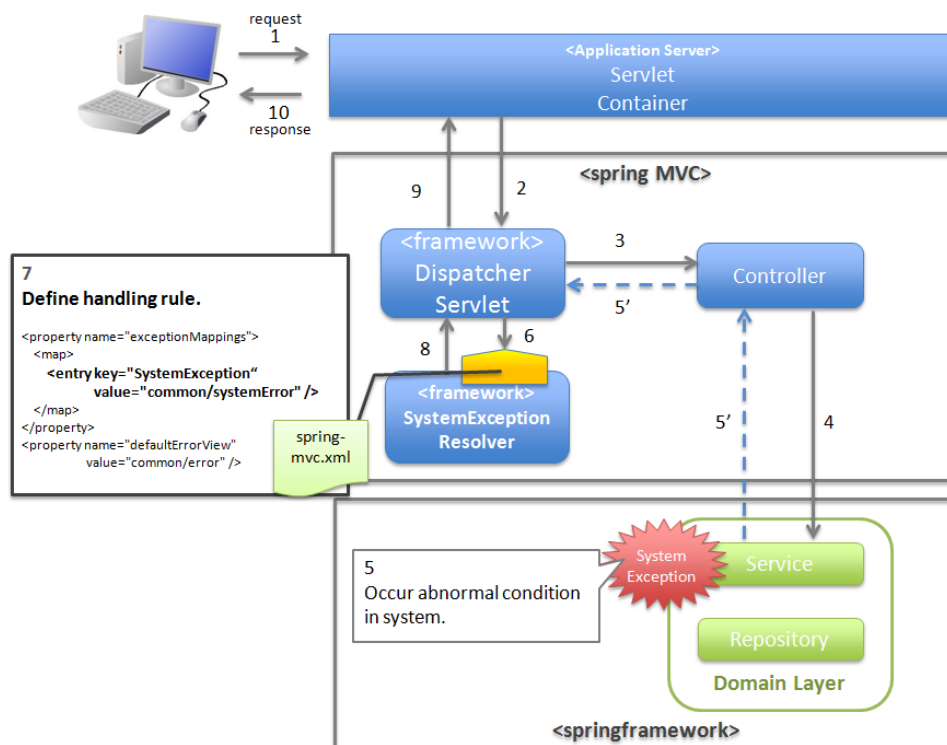 request
1
10
response
<Application Server>
Servlet
Container
<spring MVC>
9
2
<framework>
Dispatcher
Servlet
3
5’
Controller
7
Define handling rule.
<property name="exceptionMappings">
<map>
<entry key="SystemException“
value="common/systemError" />
</map>
</property>
<property name="defaultErrorView"
value="common/error" />
8
6
<framework>
SystemException
Resolver
spring-
mvc.xml
5’
4
5
Occur abnormal condition
in system.
System
Exception
Service
Repository
Domain Layer
<springframework>